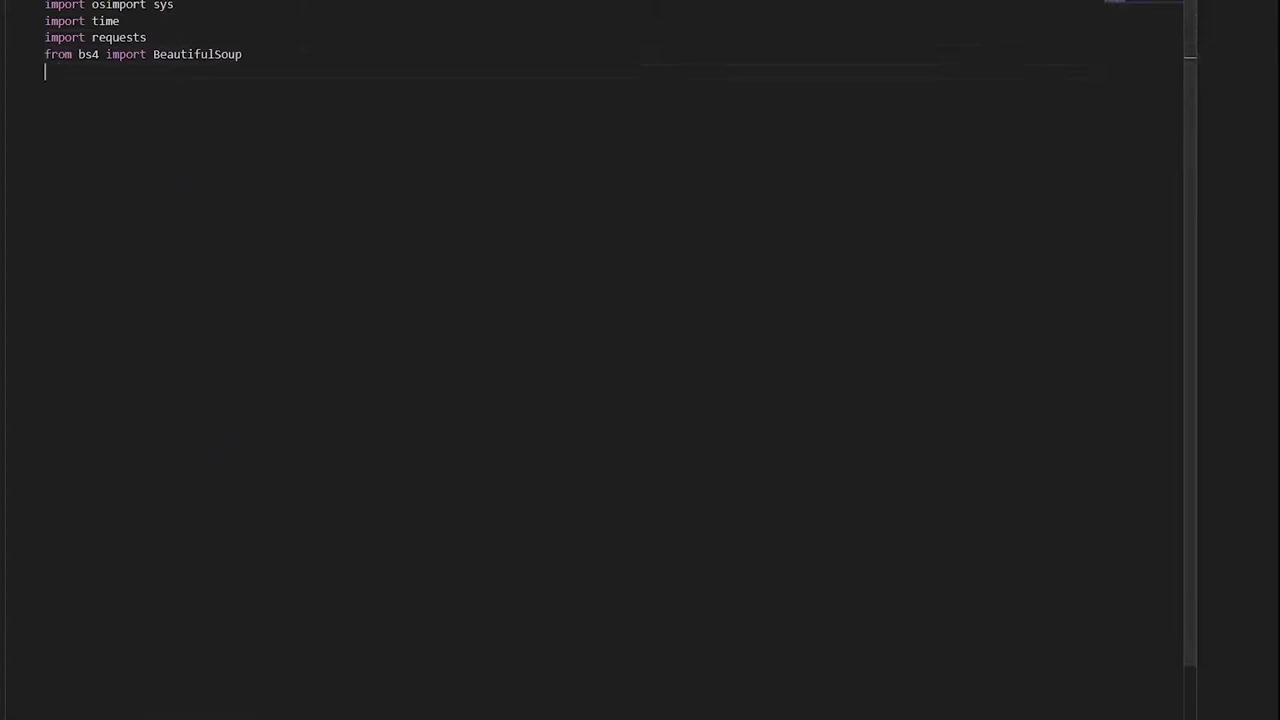 import osimport sys
import time
import requests
from bs4 import BeautifulSoup